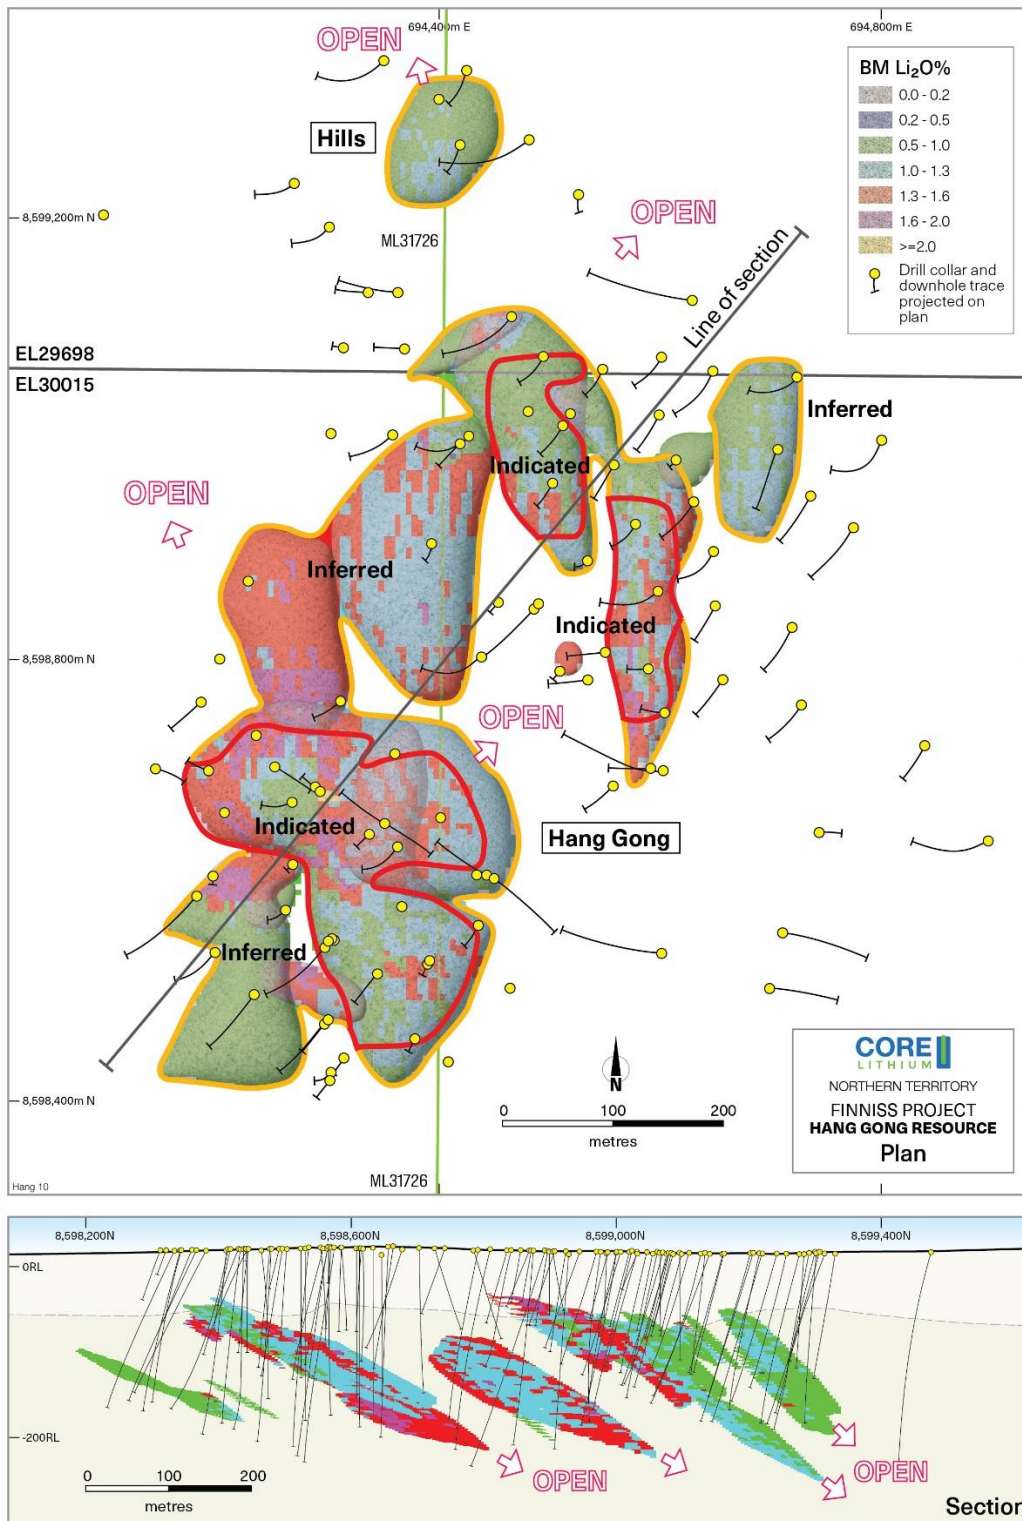 694,400m E
694,800m E
OPEN
BM Li₂O%
0.0 - 0.2
0.2 - 0.5
0.5 - 1.0
1.0 - 1.3
1.3 - 1.6
1.6 - 2.0
>=2.0
Drill collar and
downhole trace
projected on
plan
Hills
8,599,200m N
OPEN
ML31726
Line of section
EL29698
EL30015
Inferred
Indicated
OPEN
Inferred
Indicated
8,598,800m N
OPEN
Indicated
Hang Gong
Inferred
N
0 100 200
metres
8,598,400m N
CORE
LITHIUM
NORTHERN TERRITORY
FINNISS PROJECT
HANG GONG RESOURCE
Plan
ML31726
Hang 10
8,598,200N
8,598,600N
8,599,000N
8,599,400N
0RL
-200RL
0 100 200
metres
OPEN
OPEN
Section